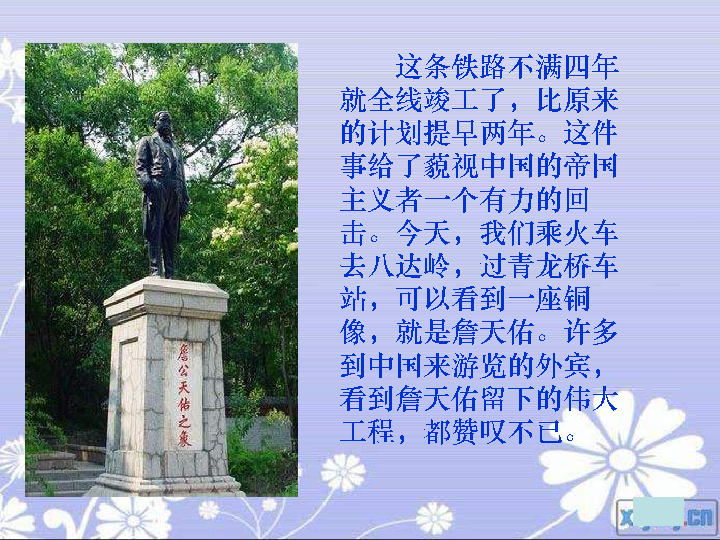 这条铁路不满四年
就全线竣工了，比原来
的计划提早两年。这件
事给了藐视中国的帝国
主义者一个有力的回
击。今天，我们乘火车
去八达岭，过青龙桥车
站，可以看到一座铜
像，就是詹天佑。许多
到中国来游览的外宾，
看到詹天佑留下的伟大
工程，都赞叹不已。
詹公天佑之象